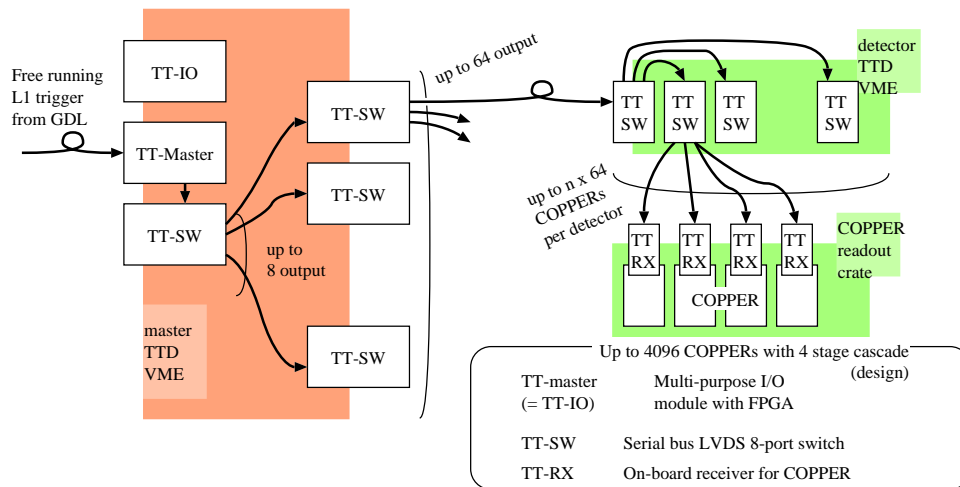 Free running
L1 trigger
from GDL
TT-IO
TT-Master
TT-SW
up to
8 output
master
TTD
VME
TT-SW
TT-SW
TT-SW
up to 64 output
TT
SW
TT
SW
TT
SW
TT
SW
detector
TTD
VME
up to n x 64
COPPERs
per detector
TT
RX
TT
RX
TT
RX
TT
RX
COPPER
COPPER
readout
crate
Up to 4096 COPPERs with 4 stage cascade
(design)
TT-master
(= TT-IO)
Multi-purpose I/O
module with FPGA
TT-SW
Serial bus LVDS 8-port switch
TT-RX
On-board receiver for COPPER